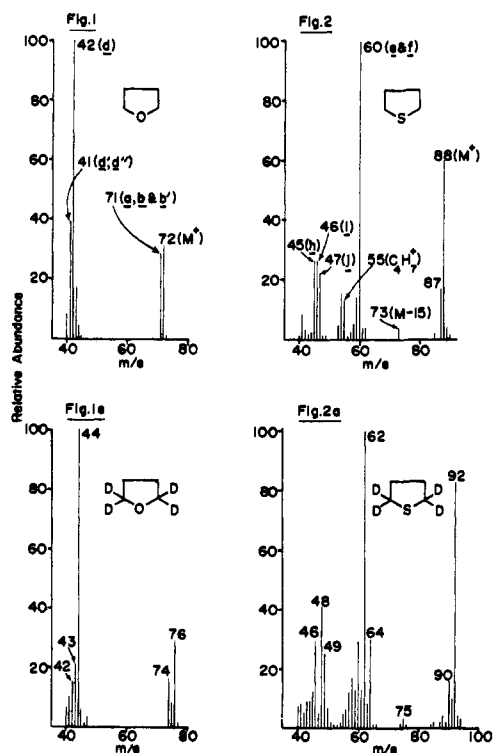 Fig.1
42(d)
100
80
60
40
20
41(d',d'')
71(a,b & b')
72(M⁺)
O
40
60
80
m/e
Fig.2
60(e&f)
100
80
60
40
20
S
88(M⁺)
46(i)
45(h)
47(j)
55(C₄H₇⁺)
73(M-15)
87
40
60
80
m/e
Relative Abundance
Fig.1a
44
100
80
60
40
20
D D
D O D
43
42
76
74
40
60
80
m/e
Fig.2a
62
92
100
80
60
40
20
D D
D S D
48
46
49
64
90
75
40
60
80
100
m/e